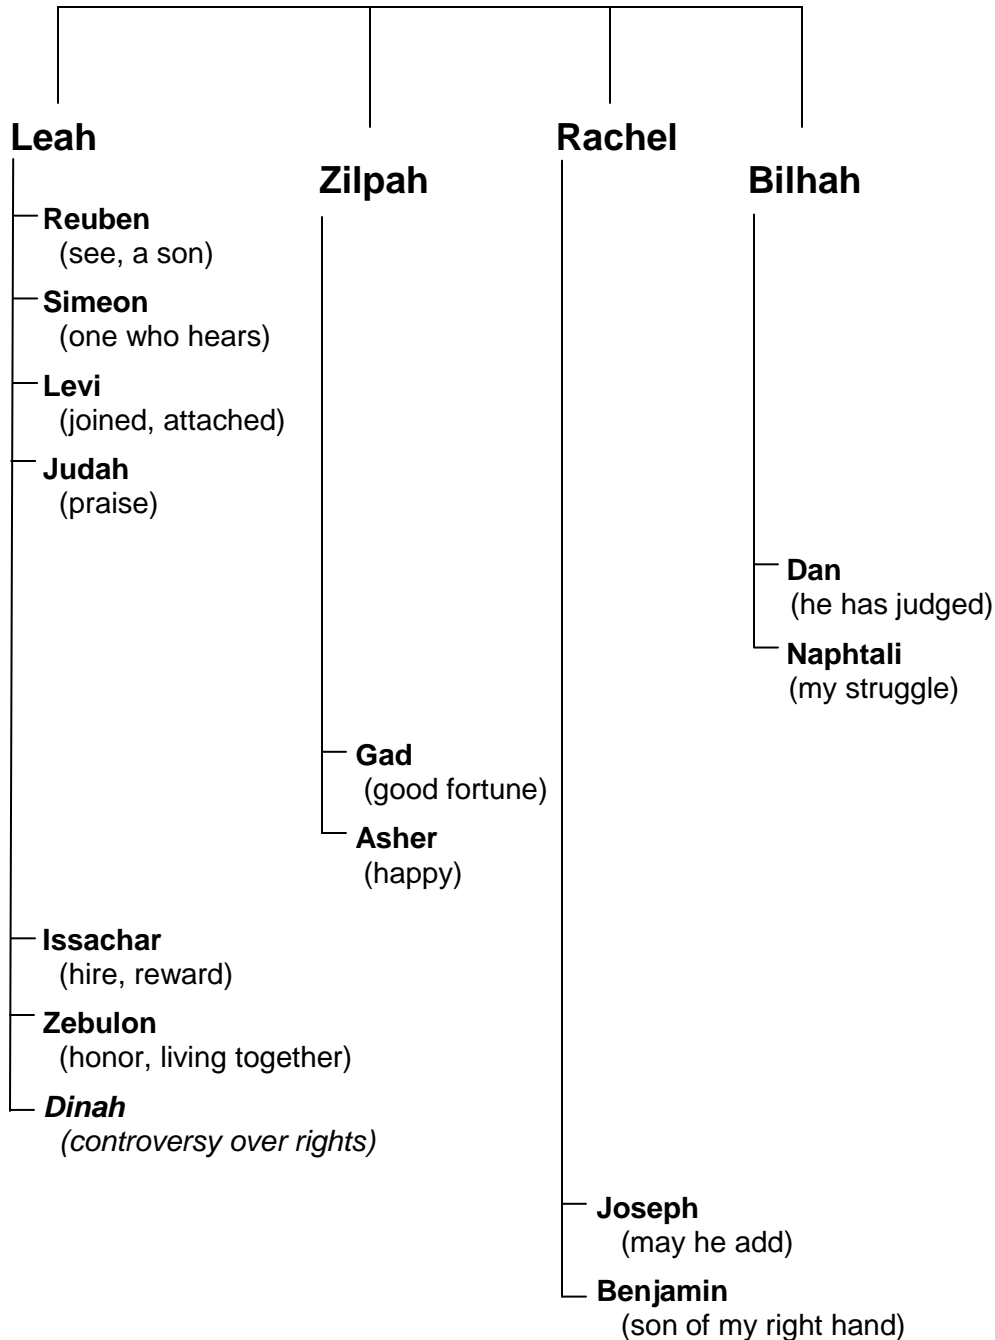 Leah
Zilpah
Rachel
Bilhah
Reuben
(see, a son)
Simeon
(one who hears)
Levi
(joined, attached)
Judah
(praise)
Dan
(he has judged)
Naphtali
(my struggle)
Gad
(good fortune)
Asher
(happy)
Issachar
(hire, reward)
Zebulon
(honor, living together)
Dinah
(controversy over rights)
Joseph
(may he add)
Benjamin
(son of my right hand)